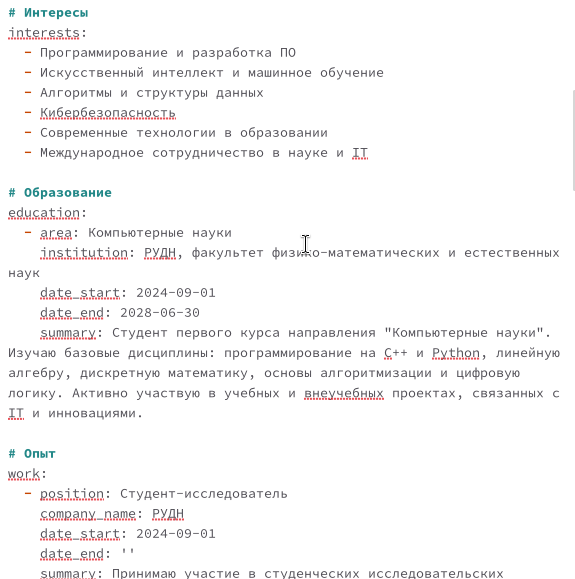 # Интересы
interests:
- Программирование и разработка ПО
- Искусственный интеллект и машинное обучение
- Алгоритмы и структуры данных
- Кибербезопасность
- Современные технологии в образовании
- Международное сотрудничество в науке и IT
# Образование
education:
- area: Компьютерные науки
institution: РУДН, факультет физико-математических и естественных
наук
date_start: 2024-09-01
date_end: 2028-06-30
summary: Студент первого курса направления "Компьютерные науки".
Изучаю базовые дисциплины: программирование на C++ и Python, линейную
алгебру, дискретную математику, основы алгоритмизации и цифровую
логику. Активно участвую в учебных и внеучебных проектах, связанных с
IT и инновациями.
# Опыт
work:
- position: Студент-исследователь
company_name: РУДН
date_start: 2024-09-01
date_end: ''
summary: Принимаю участие в студенческих исследовательских